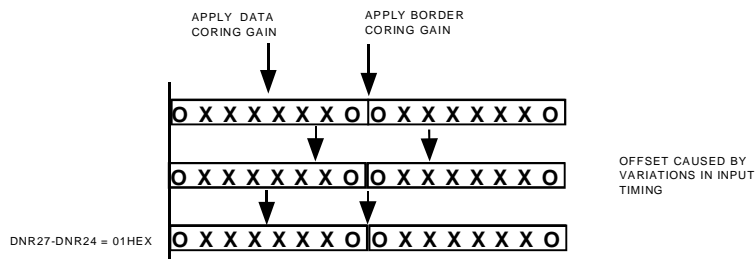 APPLY DATA
CORING GAIN
APPLY BORDER
CORING GAIN
O X X X X X X O O X X X X X X O
O X X X X X X O O X X X X X X O
OFFSET CAUSED BY
VARIATIONS IN INPUT
TIMING
O X X X X X X O O X X X X X X O
DNR27-DNR24 = 01HEX